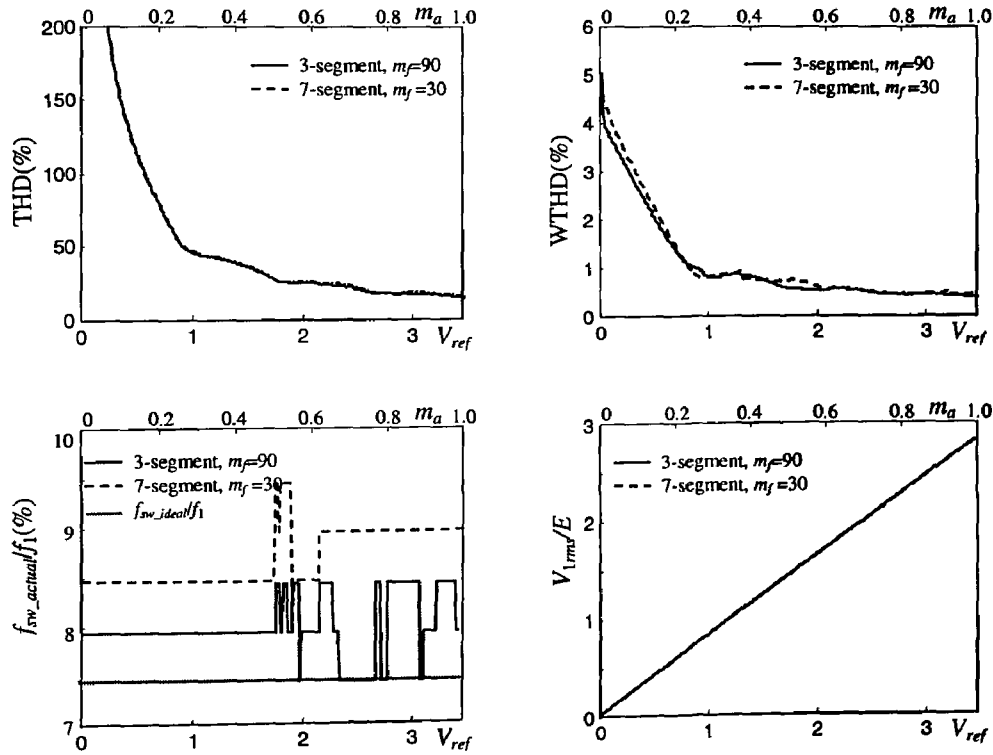 0 0.2 0.4 0.6 0.8 m_a 1.0
200
150
100
50
0
THD(%)
3-segment, m_f=90
7-segment, m_f=30
0 1 2 3 V_ref
0 0.2 0.4 0.6 0.8 m_a 1.0
6
5
4
3
2
1
0
WTHD(%)
3-segment, m_f=90
7-segment, m_f=30
0 1 2 3 V_ref
0 0.2 0.4 0.6 0.8 m_a 1.0
10
9
8
7
f_sw_actual/f_1(%)
3-segment, m_f=90
7-segment, m_f=30
f_sw_ideal/f_1
0 1 2 3 V_ref
0 0.2 0.4 0.6 0.8 m_a 1.0
3
2
1
0
V_1rms/E
3-segment, m_f=90
7-segment, m_f=30
0 1 2 3 V_ref